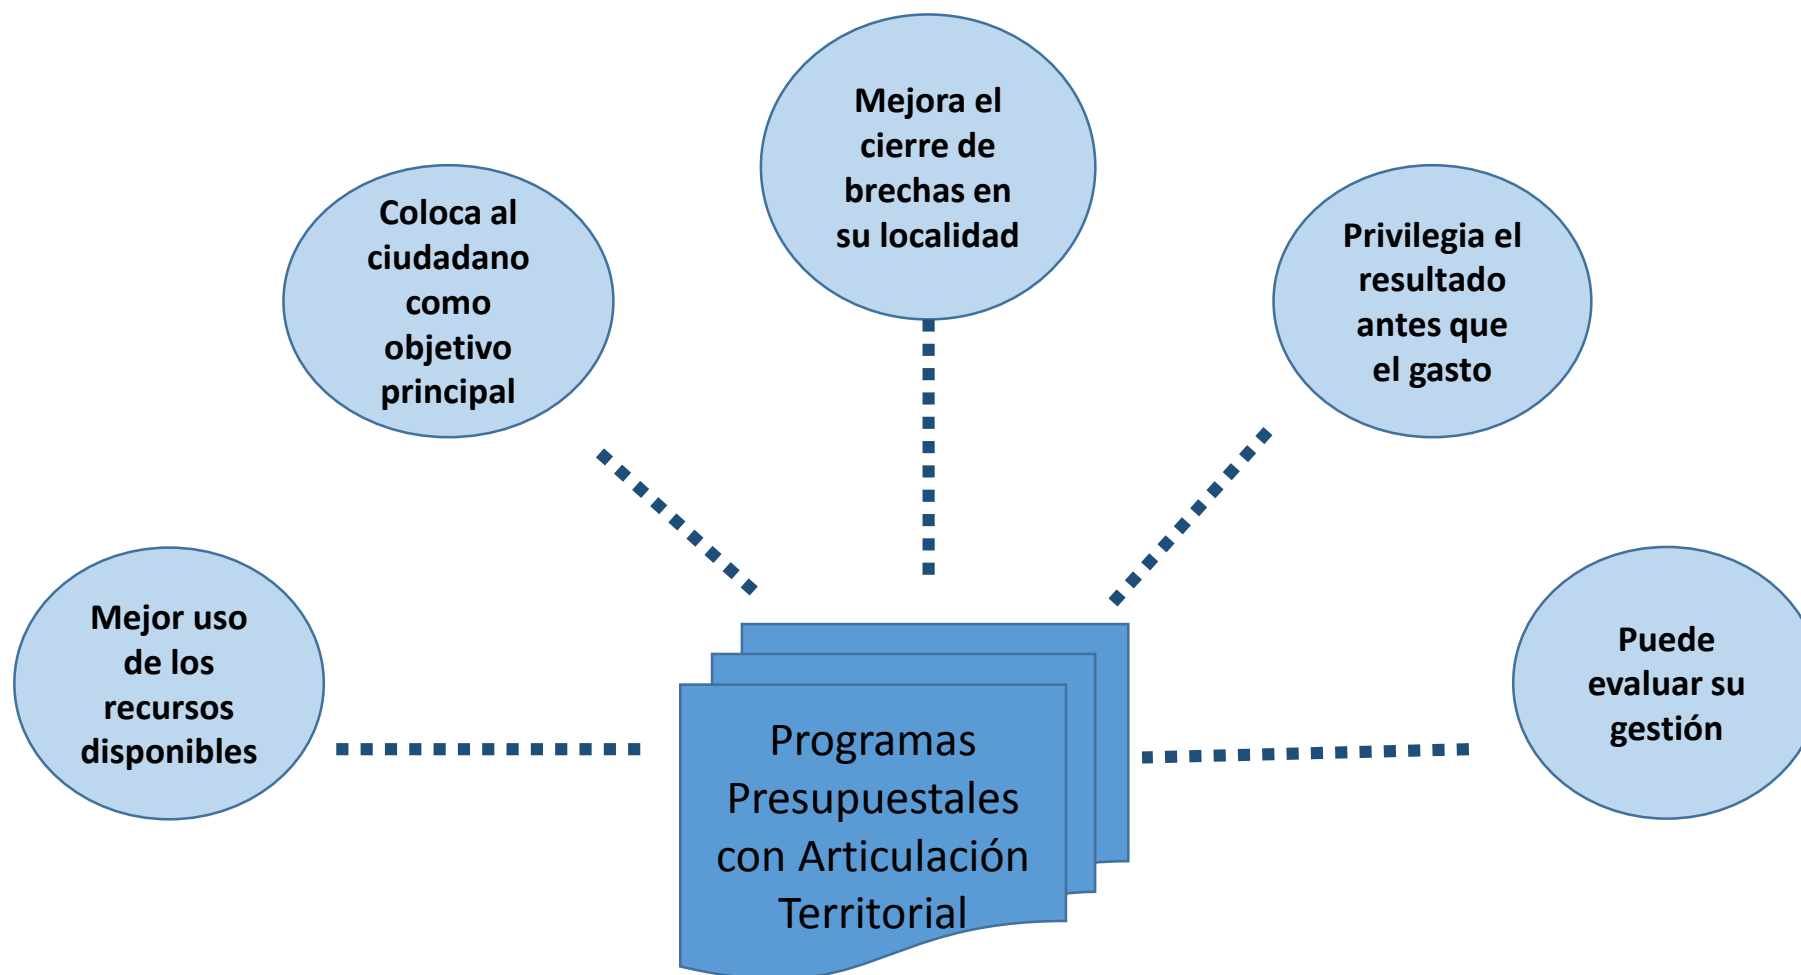 Mejora el
cierre de
brechas en
su localidad
Coloca al
ciudadano
como
objetivo
principal
Privilegia el
resultado
antes que
el gasto
Mejor uso
de los
recursos
disponibles
Puede
evaluar su
gestión
Programas
Presupuestales
con Articulación
Territorial